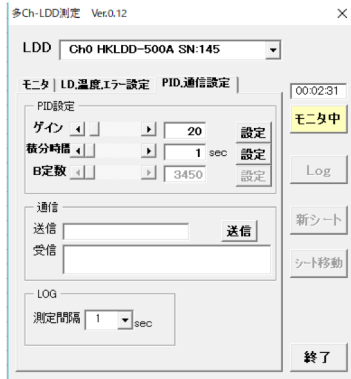 多Ch-LDD測定 Ver.0.12
LDD Ch0 HKLDD-500A SN:145
モニタ LD,温度,エラー設定 PID,通信設定
00:02:31
PID設定
ゲイン 20 設定
モニタ中
積分時間 1 sec 設定
B定数 3450 設定
Log
通信
送信 送信
新シート
受信
シート移動
LOG
測定間隔 1 sec
終了